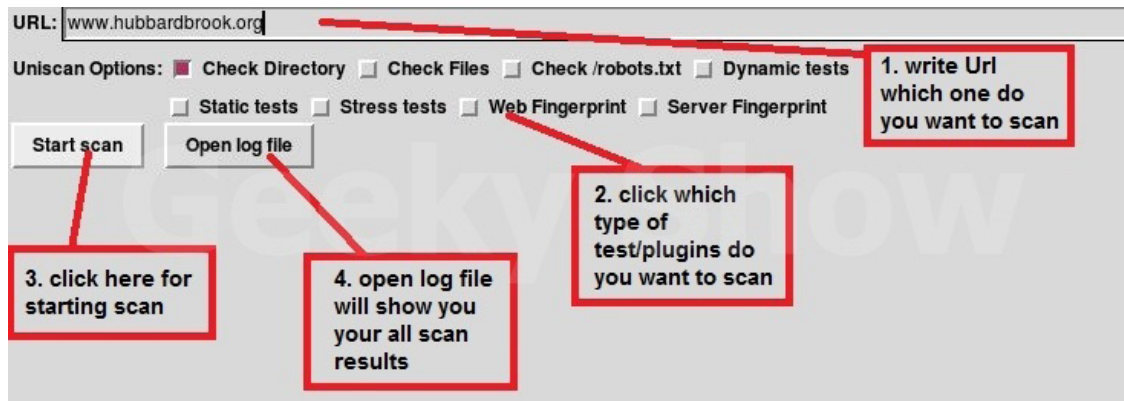 URL: www.hubbardbrook.org
Uniscan Options: Check Directory Check Files Check /robots.txt Dynamic tests
Static tests Stress tests Web Fingerprint Server Fingerprint
Start scan Open log file
1. write Url
which one do
you want to scan
2. click which
type of
test/plugins do
you want to scan
3. click here for
starting scan
4. open log file
will show you
your all scan
results
Geeky Show